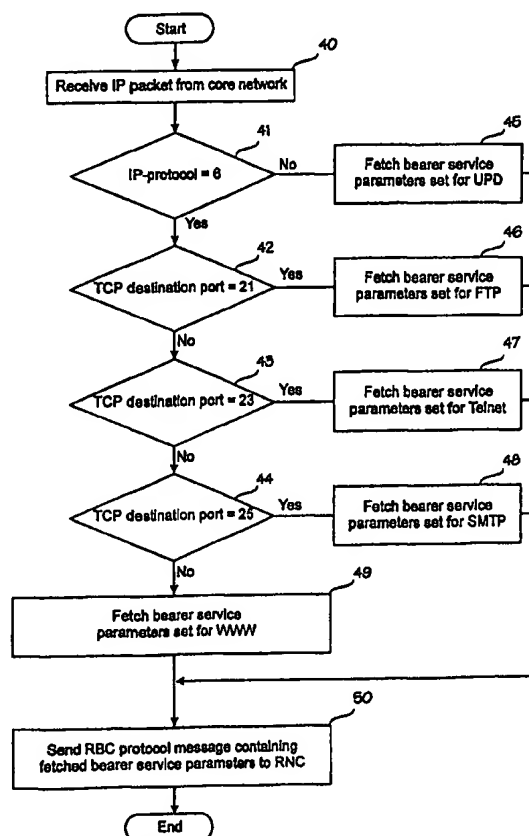 Start
40
Receive IP packet from core network
41
IP-protocol = 6
No
45
Fetch bearer service
parameters set for UPD
Yes
42
TCP destination port = 21
Yes
46
Fetch bearer service
parameters set for FTP
No
43
TCP destination port = 23
Yes
47
Fetch bearer service
parameters set for Telnet
No
44
TCP destination port = 25
Yes
48
Fetch bearer service
parameters set for SMTP
No
49
Fetch bearer service
parameters set for WWW
50
Send RBC protocol message containing
fetched bearer service parameters to RNC
End